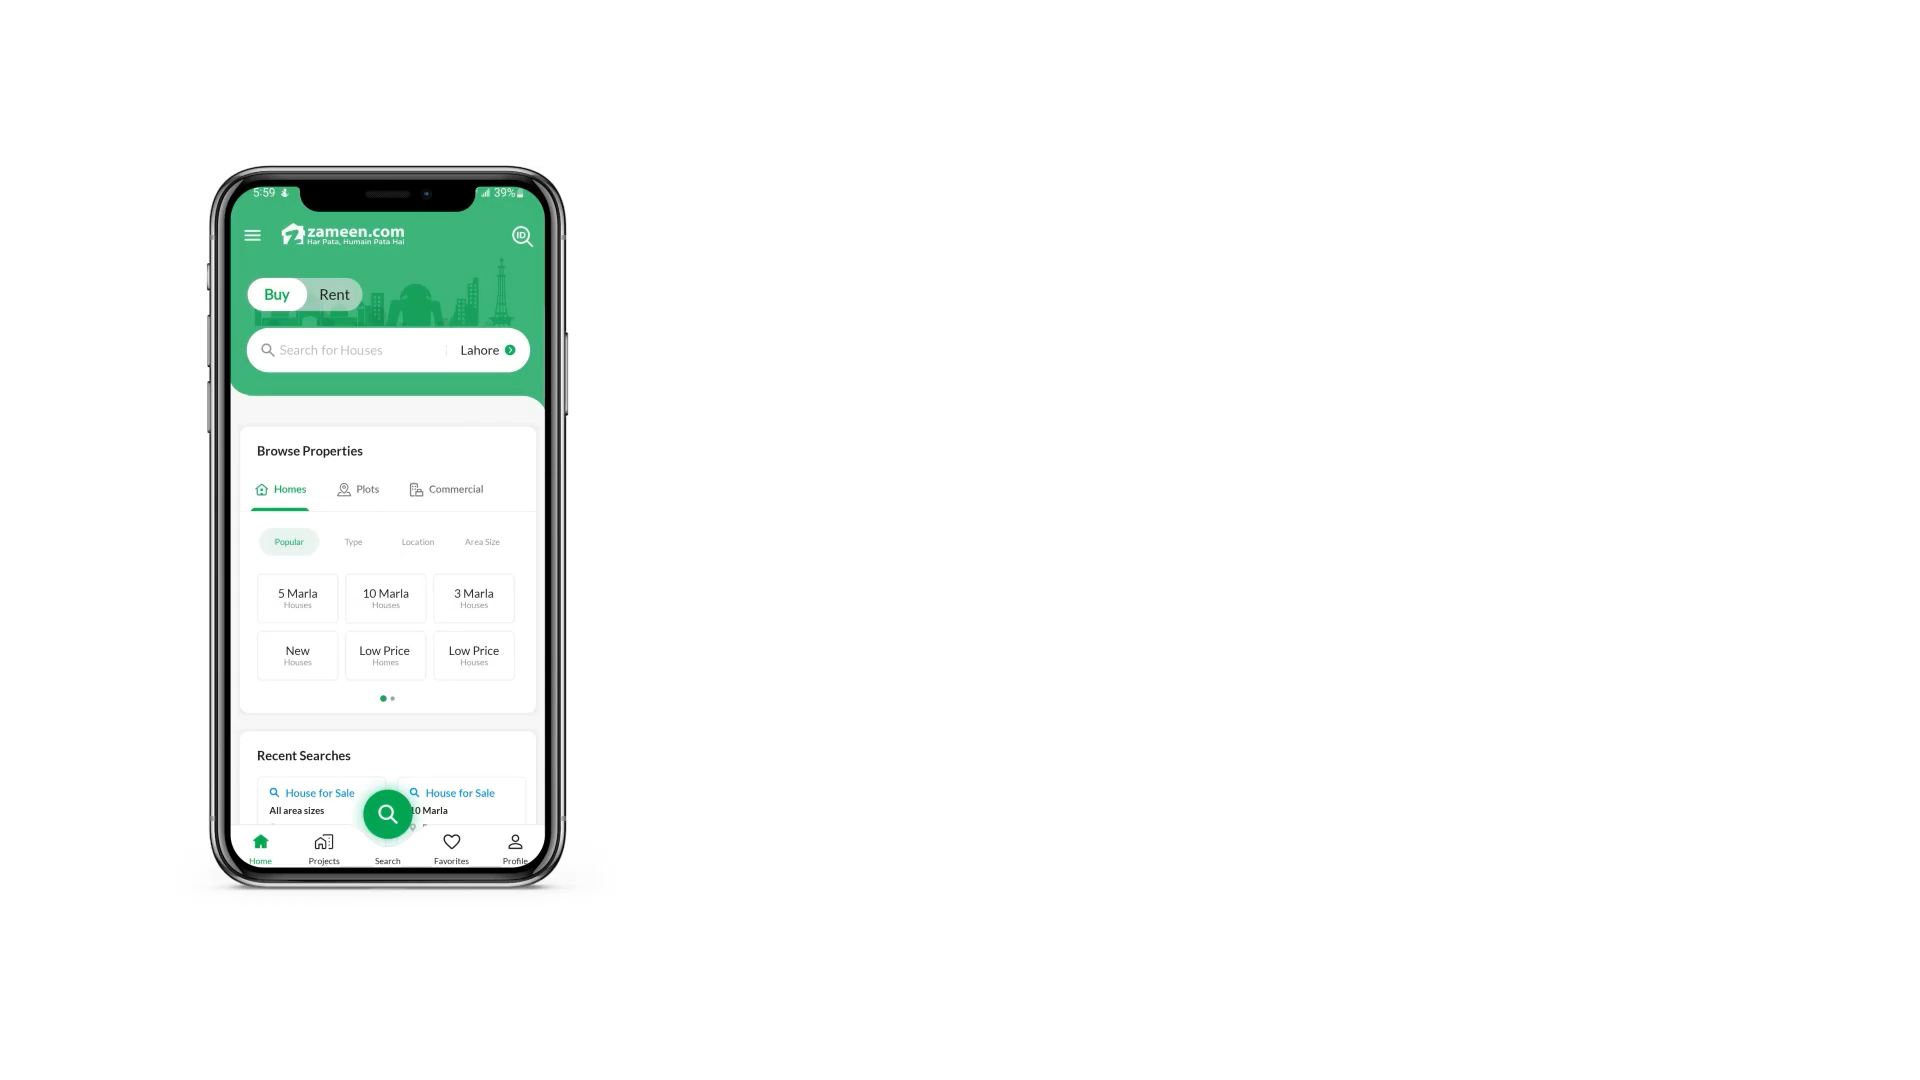 5:59
39%
zameen.com
Har Pata, Humain Pata Hai
ID
Buy Rent
Search for Houses Lahore
Browse Properties
Homes Plots Commercial
Popular Type Location Area Size
5 Marla 10 Marla 3 Marla
Houses Houses Houses
New Low Price Low Price
Houses Homes Houses
Recent Searches
House for Sale House for Sale
All area sizes 10 Marla
Home Projects Search Favorites Profile